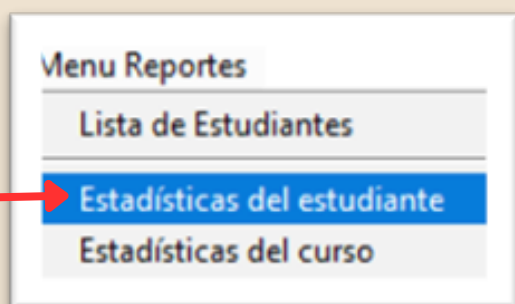 Menu Reportes
Lista de Estudiantes
Estadísticas del estudiante
Estadísticas del curso